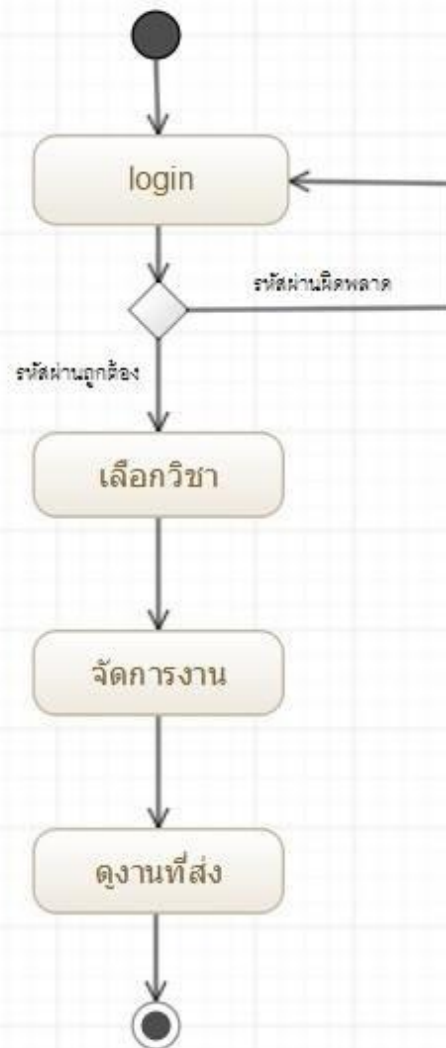 login
รหัสผ่านผิดพลาด
รหัสผ่านถูกต้อง
เลือกวิชา
จัดการงาน
ดูงานที่ส่ง